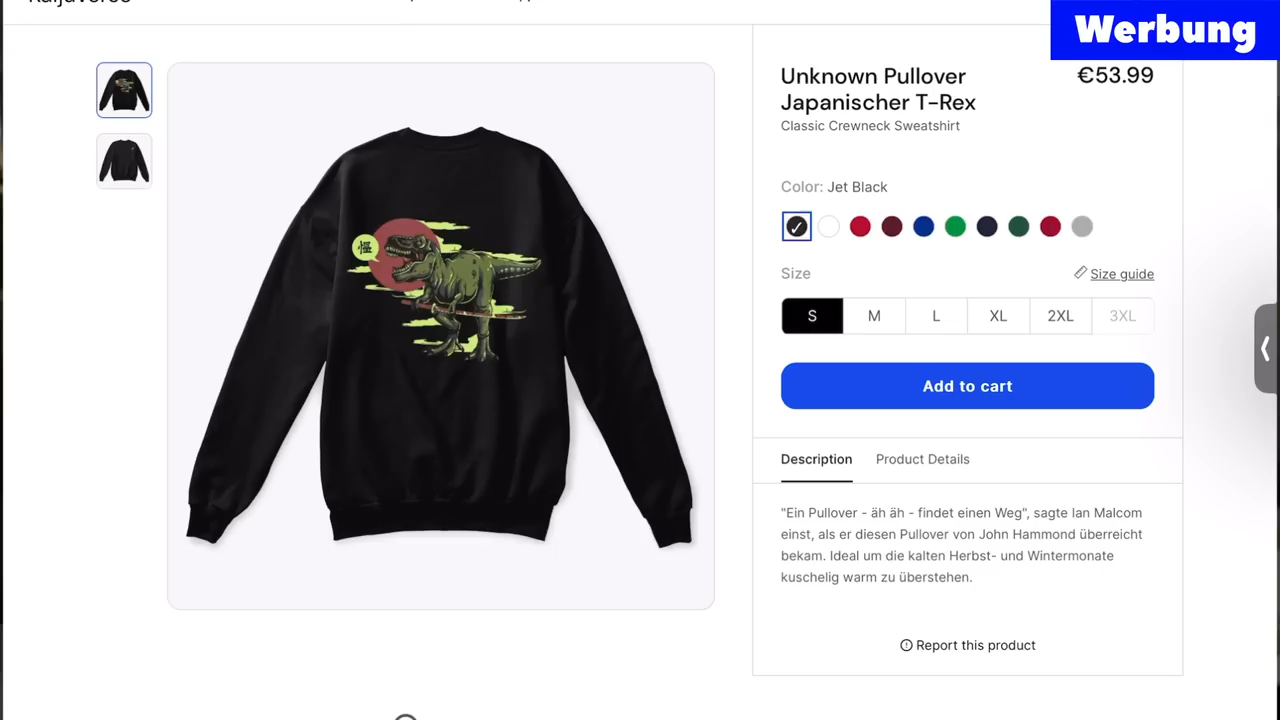 Werbung
Unknown Pullover
Japanischer T-Rex
€53.99
Classic Crewneck Sweatshirt
Color: Jet Black
Size
Size guide
S M L XL 2XL 3XL
Add to cart
Description Product Details
"Ein Pullover - äh äh - findet einen Weg", sagte Ian Malcom
einst, als er diesen Pullover von John Hammond überreicht
bekam. Ideal um die kalten Herbst- und Wintermonate
kuschelig warm zu überstehen.
Report this product